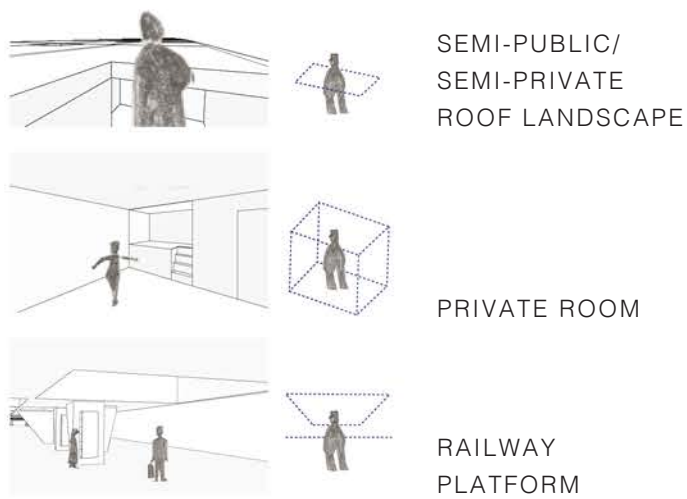 SEMI-PUBLIC/
SEMI-PRIVATE
ROOF LANDSCAPE
PRIVATE ROOM
RAILWAY
PLATFORM